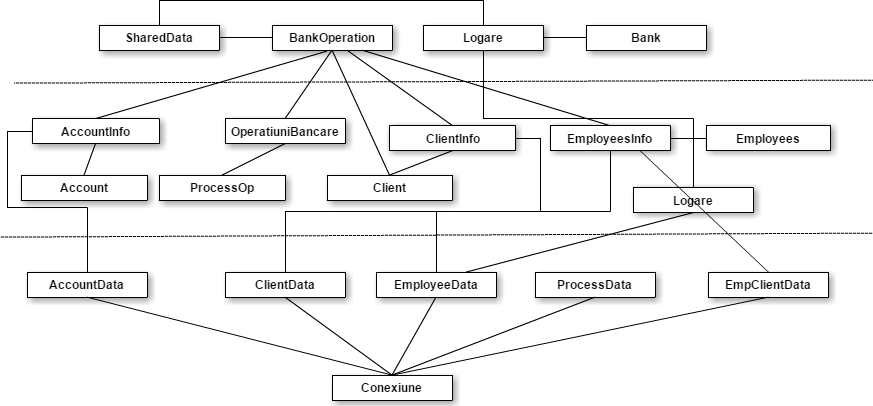 SharedData
BankOperation
Logare
Bank
AccountInfo
OperatiuniBancare
ClientInfo
EmployeesInfo
Employees
Account
ProcessOp
Client
Logare
AccountData
ClientData
EmployeeData
ProcessData
EmpClientData
Conexiune